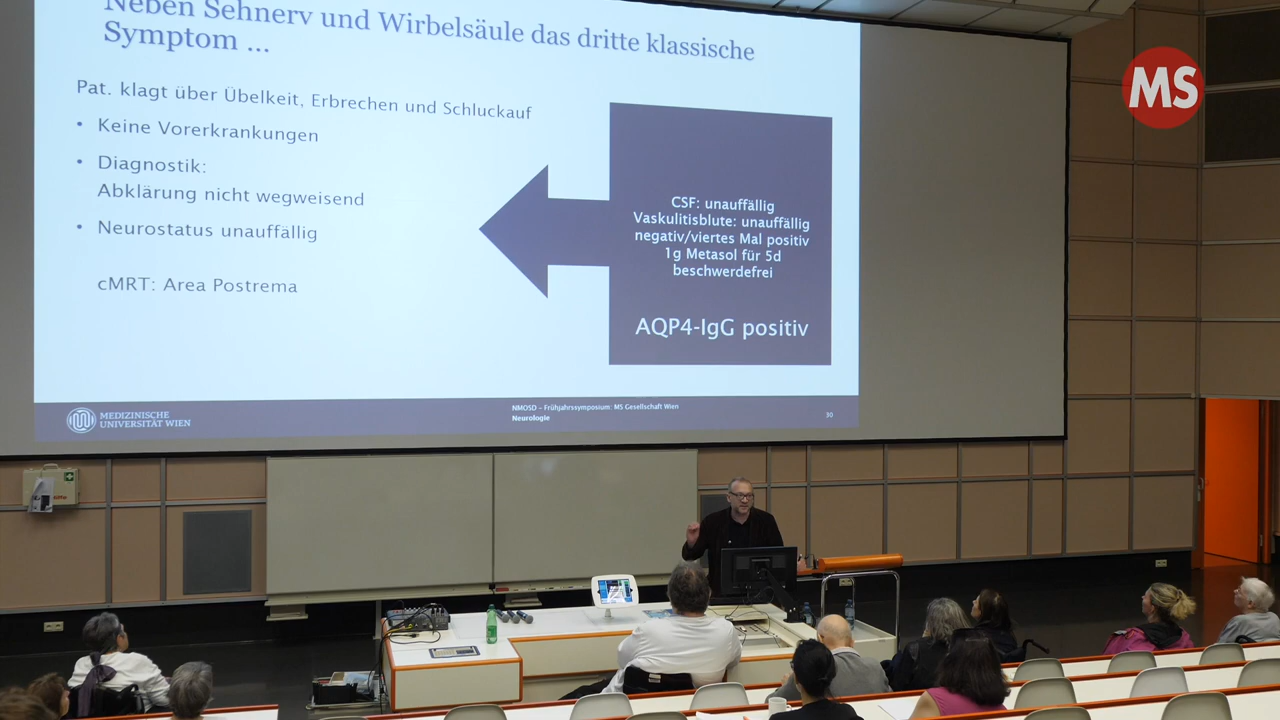 Neben Sehnerv und Wirbelsäule das dritte klassische
Symptom ...
Pat. klagt über Übelkeit, Erbrechen und Schluckauf
• Keine Vorerkrankungen
• Diagnostik:
Abklärung nicht wegweisend
• Neurostatus unauffällig
cMRT: Area Postrema
CSF: unauffällig
Vaskulitisblute: unauffällig
negativ/viertes Mal positiv
1g Metasol für 5d
beschwerdefrei
AQP4-IgG positiv
MEDIZINISCHE
UNIVERSITÄT WIEN
NMOSD – Frühjahrssymposium: MS Gesellschaft Wien
Neurologie
30
MS